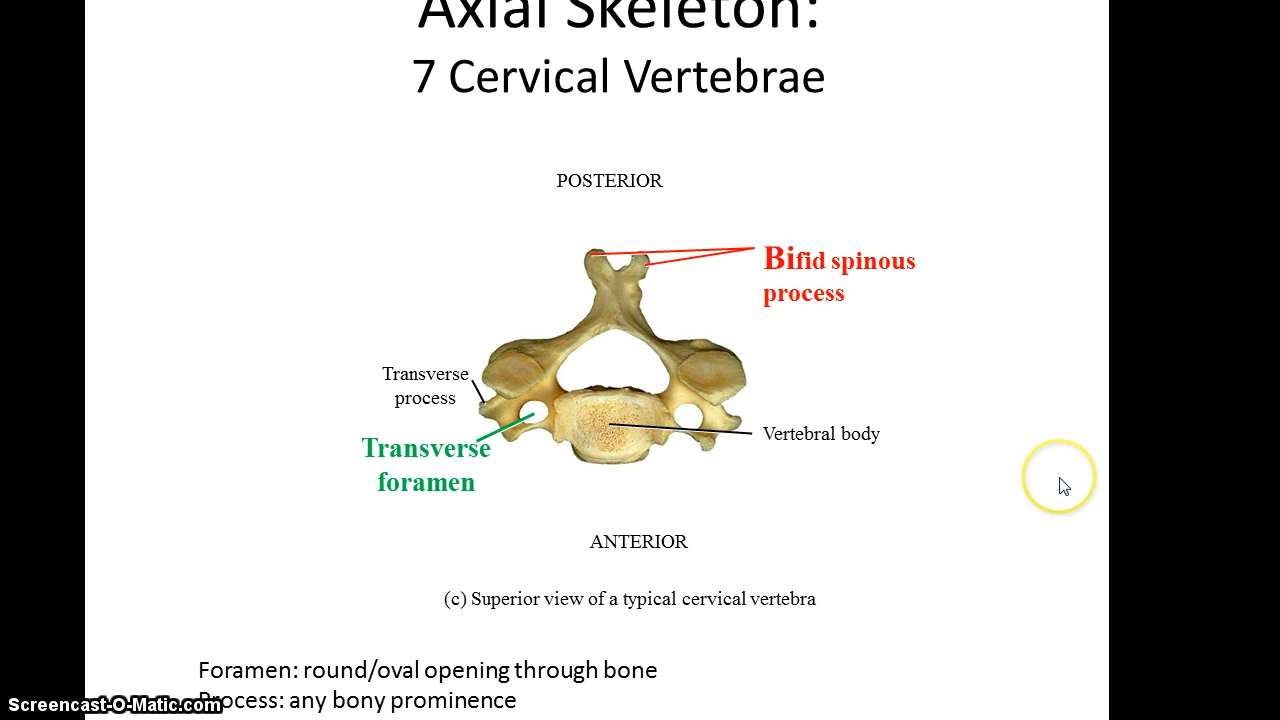 Axial Skeleton:
7 Cervical Vertebrae
POSTERIOR
Bifid spinous
process
Transverse
process
Transverse
foramen
Vertebral body
ANTERIOR
(c) Superior view of a typical cervical vertebra
Foramen: round/oval opening through bone
Process: any bony prominence
Screencast-O-Matic.com